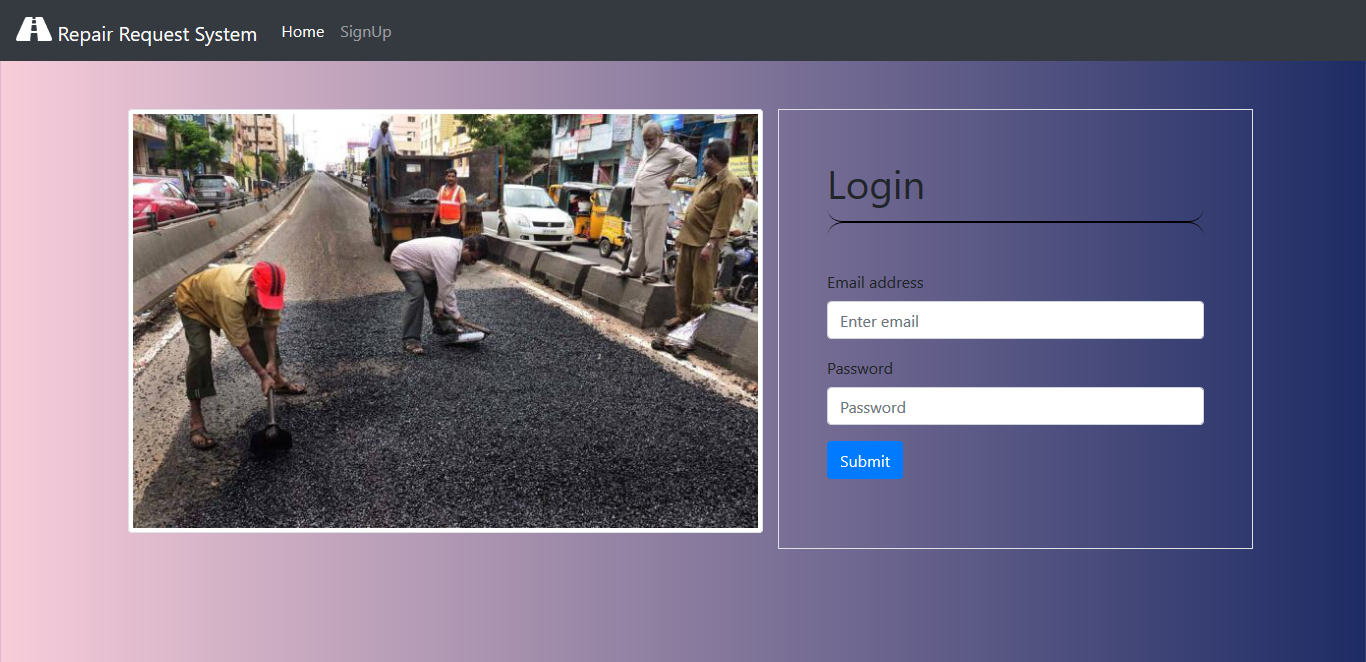 Repair Request System Home SignUp
Login
Email address
Enter email
Password
Password
Submit